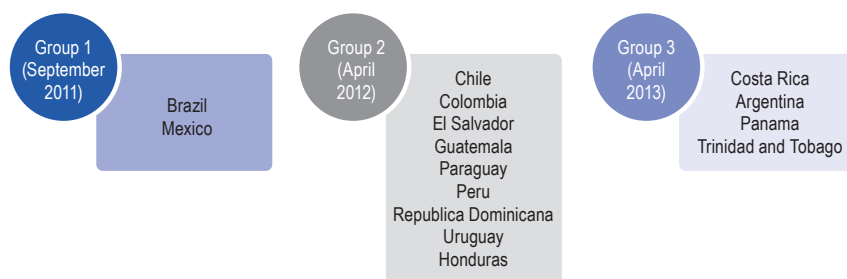 Group 1
(September
2011)
Brazil
Mexico
Group 2
(April
2012)
Chile
Colombia
El Salvador
Guatemala
Paraguay
Peru
Republica Dominicana
Uruguay
Honduras
Group 3
(April
2013)
Costa Rica
Argentina
Panama
Trinidad and Tobago